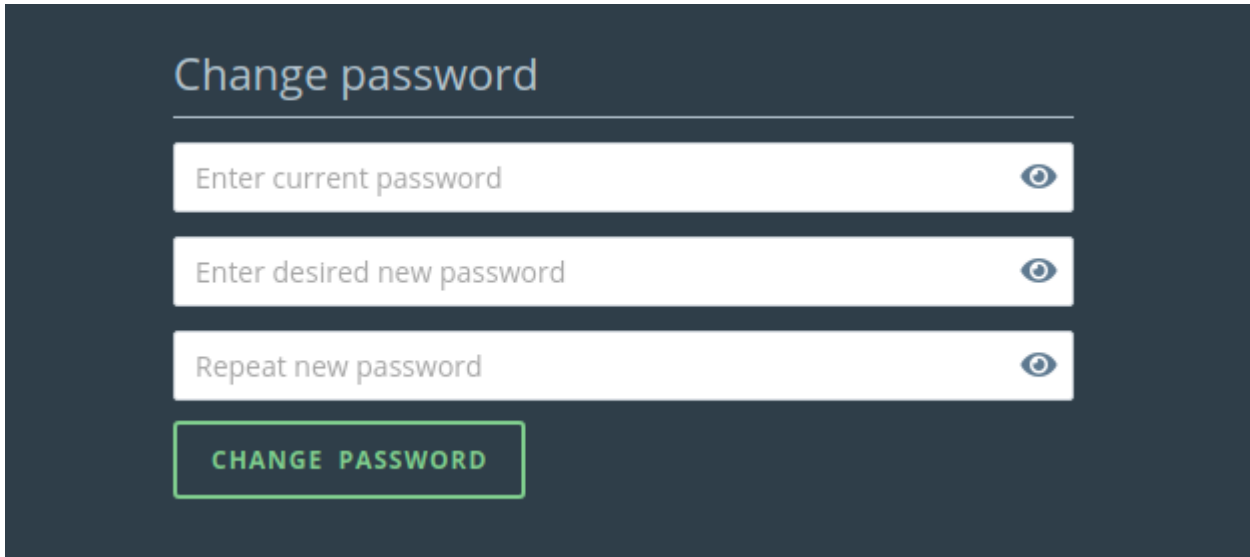 Change password
Enter current password
Enter desired new password
Repeat new password
CHANGE PASSWORD